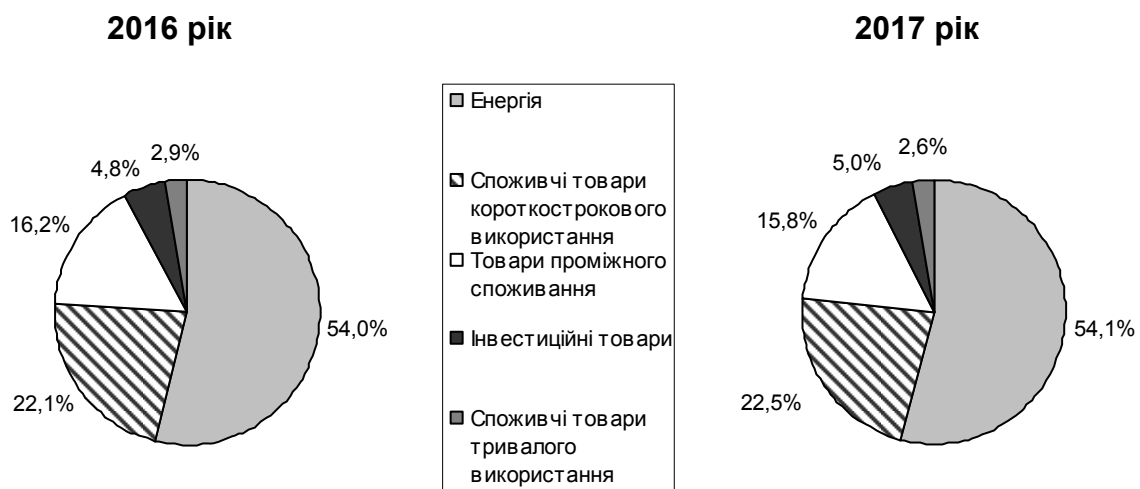 2016 рік
2017 рік
Енергія
Споживчі товари
короткострокового
використання
Товари проміжного
споживання
Інвестиційні товари
Споживчі товари
тривалого
використання
4,8%
2,9%
16,2%
54,0%
22,1%
5,0%
2,6%
15,8%
54,1%
22,5%